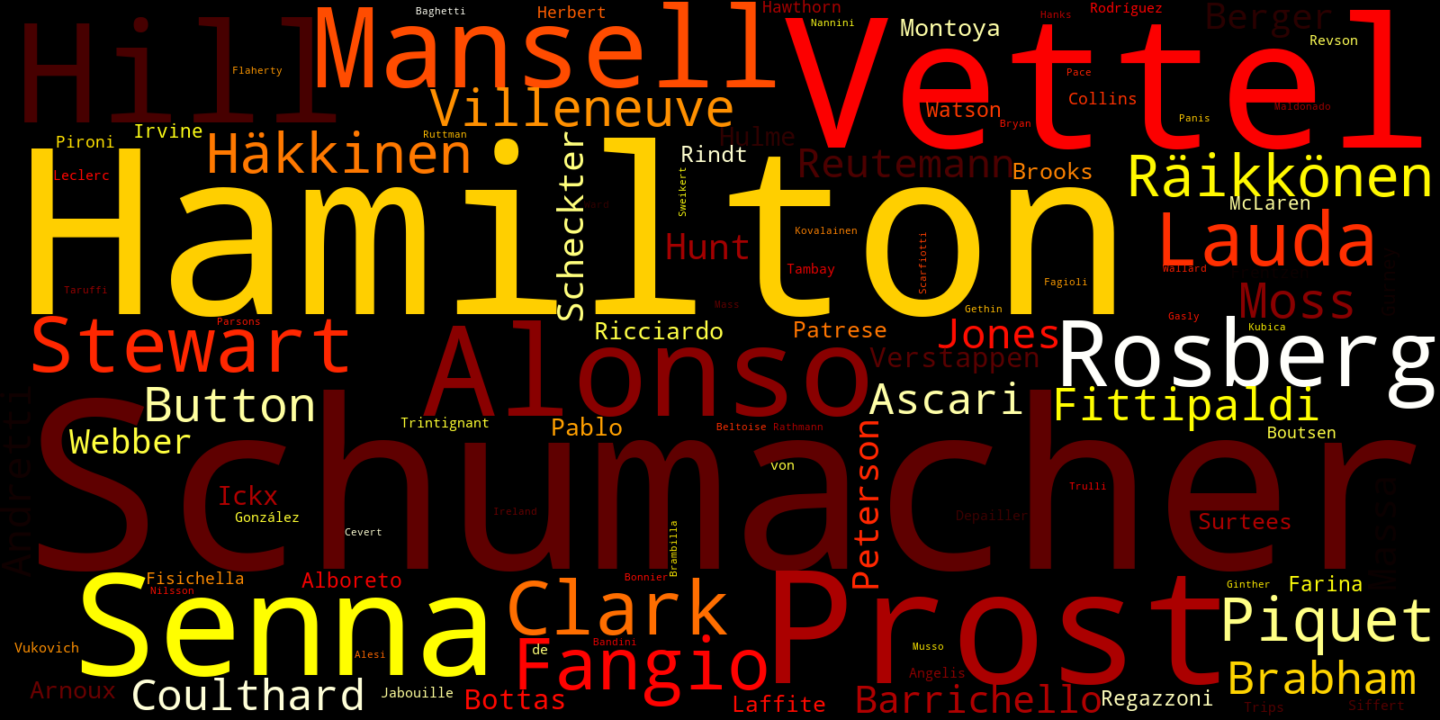 Baghetti
Herbert
Hawthorn
Nannini
Hanks
Rodríguez
Berger
Hill
Flaherty
Mansell
Vettel
Montoya
Revson
Pace
Collins
Villeneuve
Watson
Maldonado
Panis
Bryan
Pironi
Irvine
Häkkinen
Ruttman
Hulme
Rindt
Reutemann
Brooks
Räikkönen
Leclerc
McLaren
Hamilton
Scheckter
Sweikert
Hunt
Kovalainen
Scarfiotti
Tambay
Lauda
Wallard
Fagioli
Taruffi
Moss
Gethin
Gasly
Kubica
Parsons
Stewart
Ricciardo
Patrese
Jones
Rosberg
Alonso
Verstappen
Button
Ascari
Fittipaldi
Trintignant
Pablo
Beltoise
Rathmann
Boutsen
Webber
Andretti
Schumacher
von
Peterson
Massa
Ickx
González
Cevert
Ireland
Brambilla
Trulli
Depailler
Surtees
Fisichella
Nilsson
Alboreto
Bonnier
Clark
Prost
Ginther
Farina
Senna
Piquet
Vukovich
Alesi
de
Bandini
Fangio
Musso
Angelis
Brabham
Arnoux
Coulthard
Jabouille
Bottas
Laffite
Barrichello
Regazzoni
Trips
Siffert